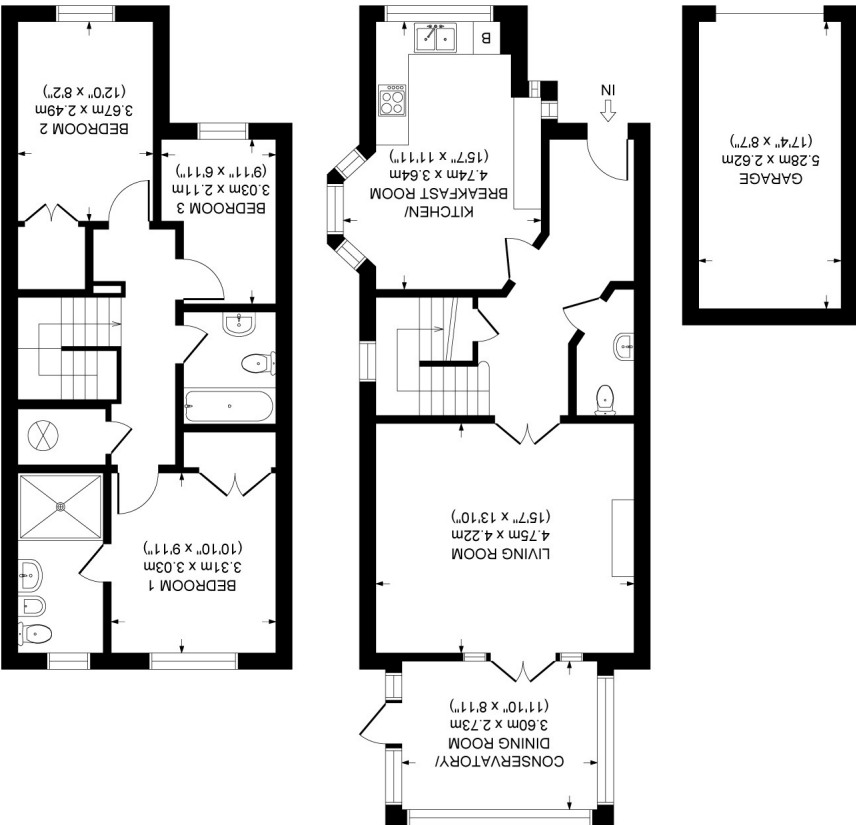 CONSERVATORY/
DINING ROOM
3.60m x 2.73m
(11'10" x 8'11")
LIVING ROOM
4.75m x 4.22m
(15'7" x 13'10")
BEDROOM 1
3.31m x 3.03m
(10'10" x 9'11")
KITCHEN/
BREAKFAST ROOM
4.74m x 3.64m
(15'7" x 11'11")
BEDROOM 3
3.03m x 2.11m
(9'11" x 6'11")
GARAGE
5.28m x 2.62m
(17'4" x 8'7")
BEDROOM 2
3.67m x 2.49m
(12'0" x 8'2")
IN
B